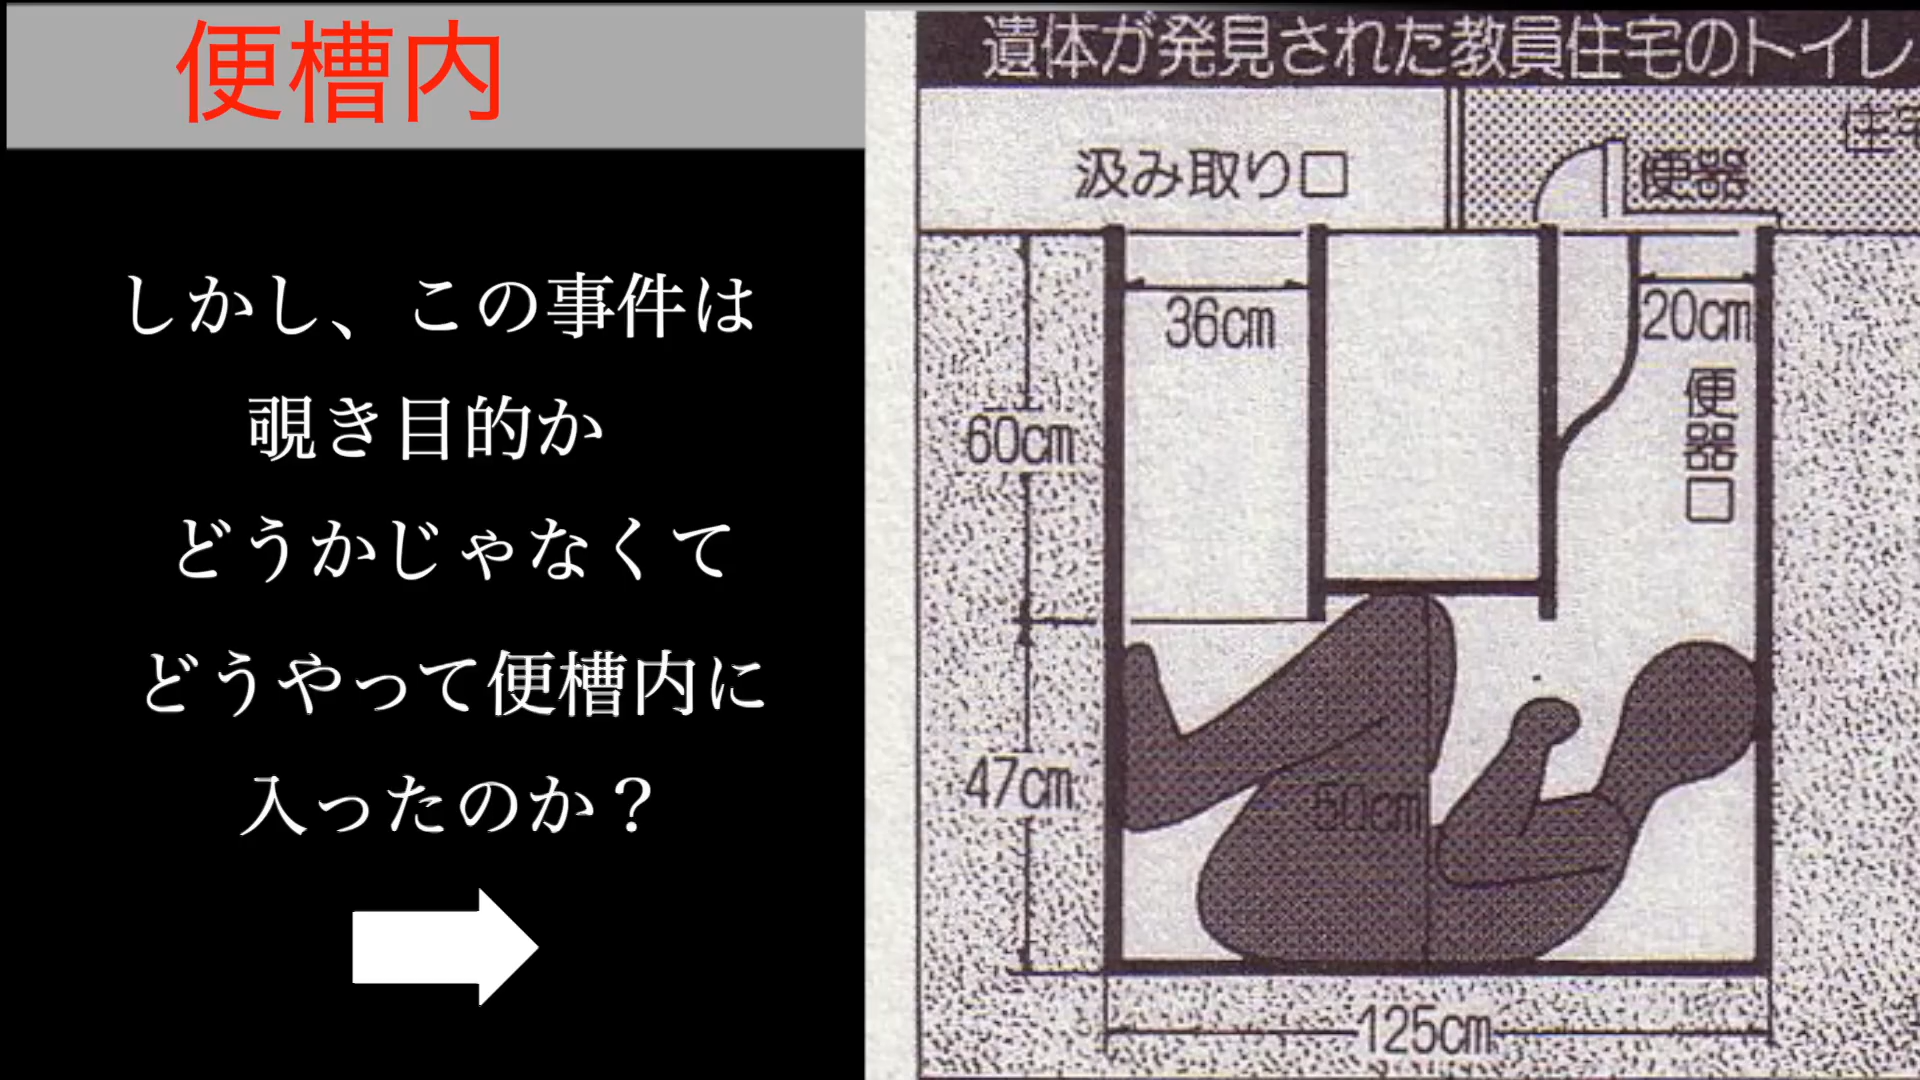 便槽内
しかし、この事件は
覗き目的か
どうかじゃなくて
どうやって便槽内に
入ったのか？
遺体が発見された教員住宅のトイレ
住宅
汲み取り口
便器
36cm
20cm
便器口
60cm
47cm
50cm
125cm